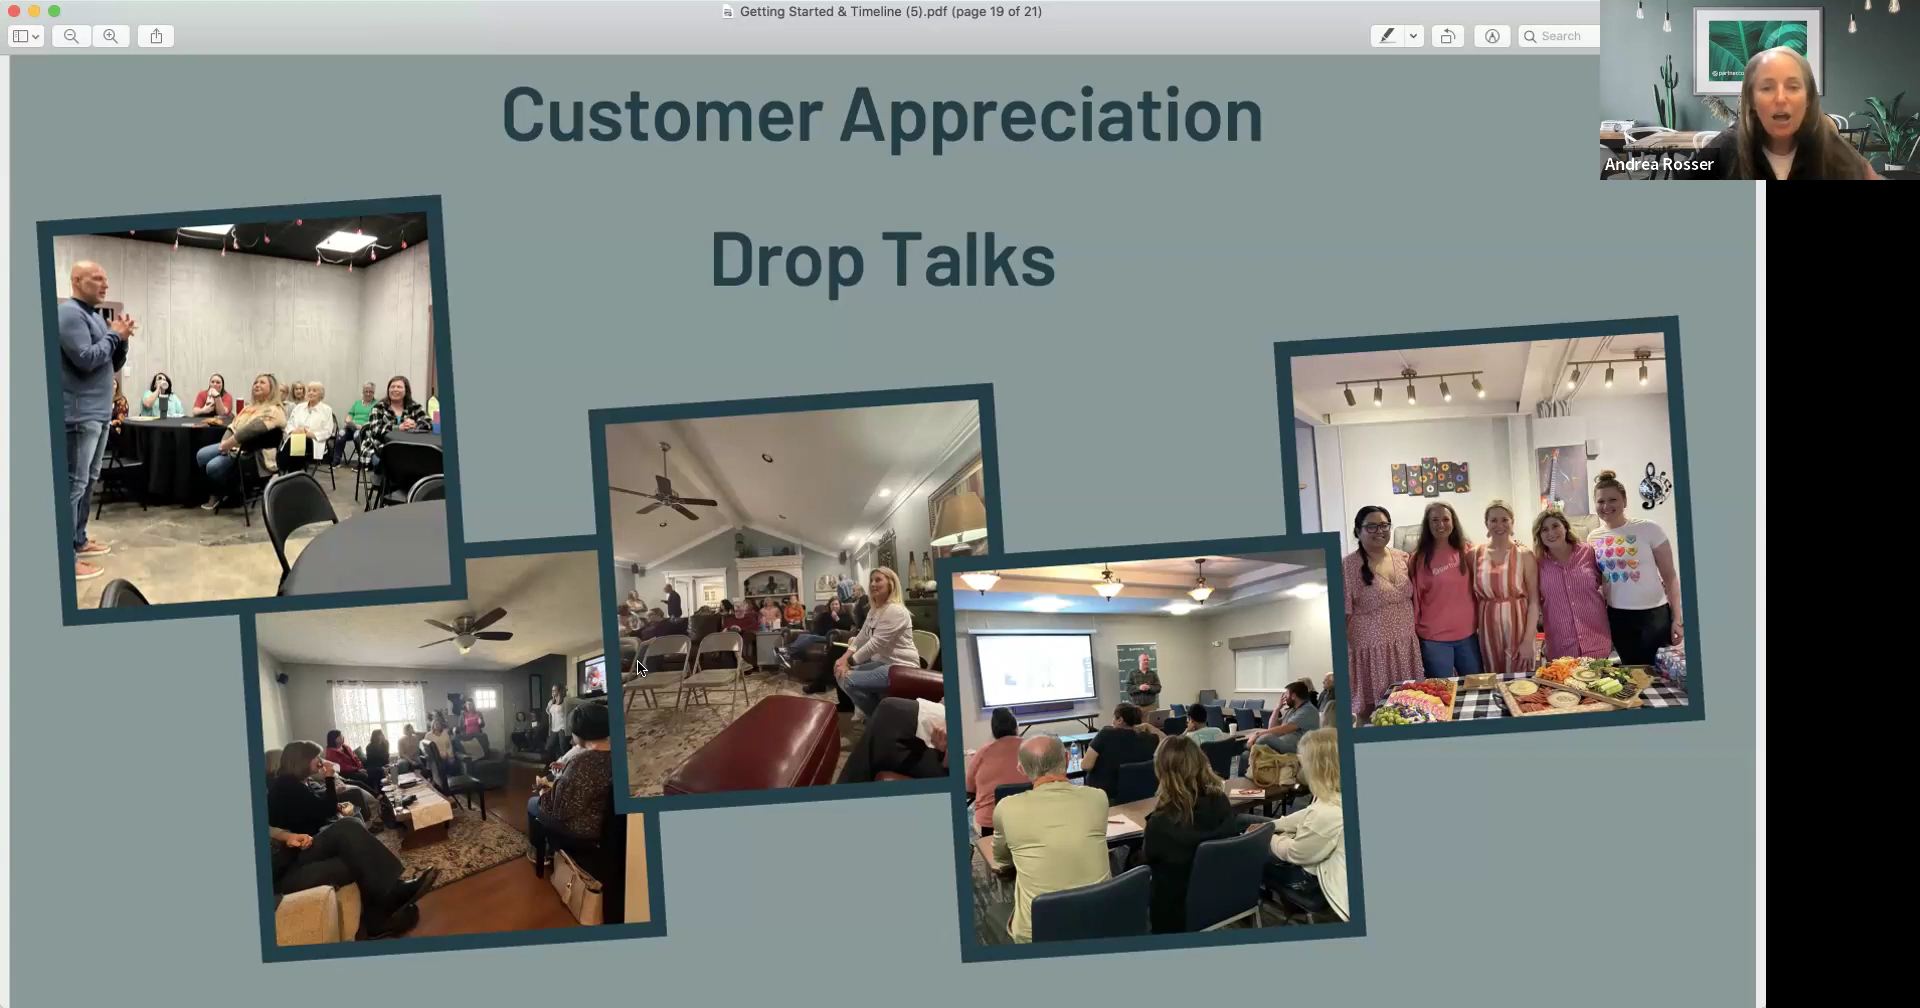 Getting Started & Timeline (5).pdf (page 19 of 21)
Search
Andrea Rosser
Customer Appreciation
Drop Talks